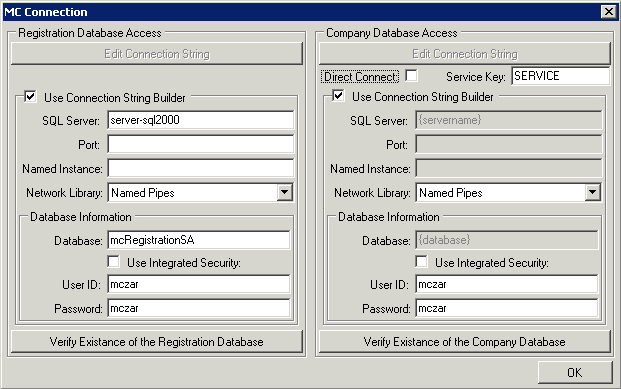 MC Connection
Registration Database Access
Edit Connection String
Use Connection String Builder
SQL Server: server-sql2000
Port:
Named Instance:
Network Library: Named Pipes
Database Information
Database: mcRegistrationSA
Use Integrated Security:
User ID: mczar
Password: mczar
Verify Existance of the Registration Database
Company Database Access
Edit Connection String
Direct Connect: Service Key: SERVICE
Use Connection String Builder
SQL Server: {servername}
Port:
Named Instance:
Network Library: Named Pipes
Database Information
Database: {database}
Use Integrated Security:
User ID: mczar
Password: mczar
Verify Existance of the Company Database
OK